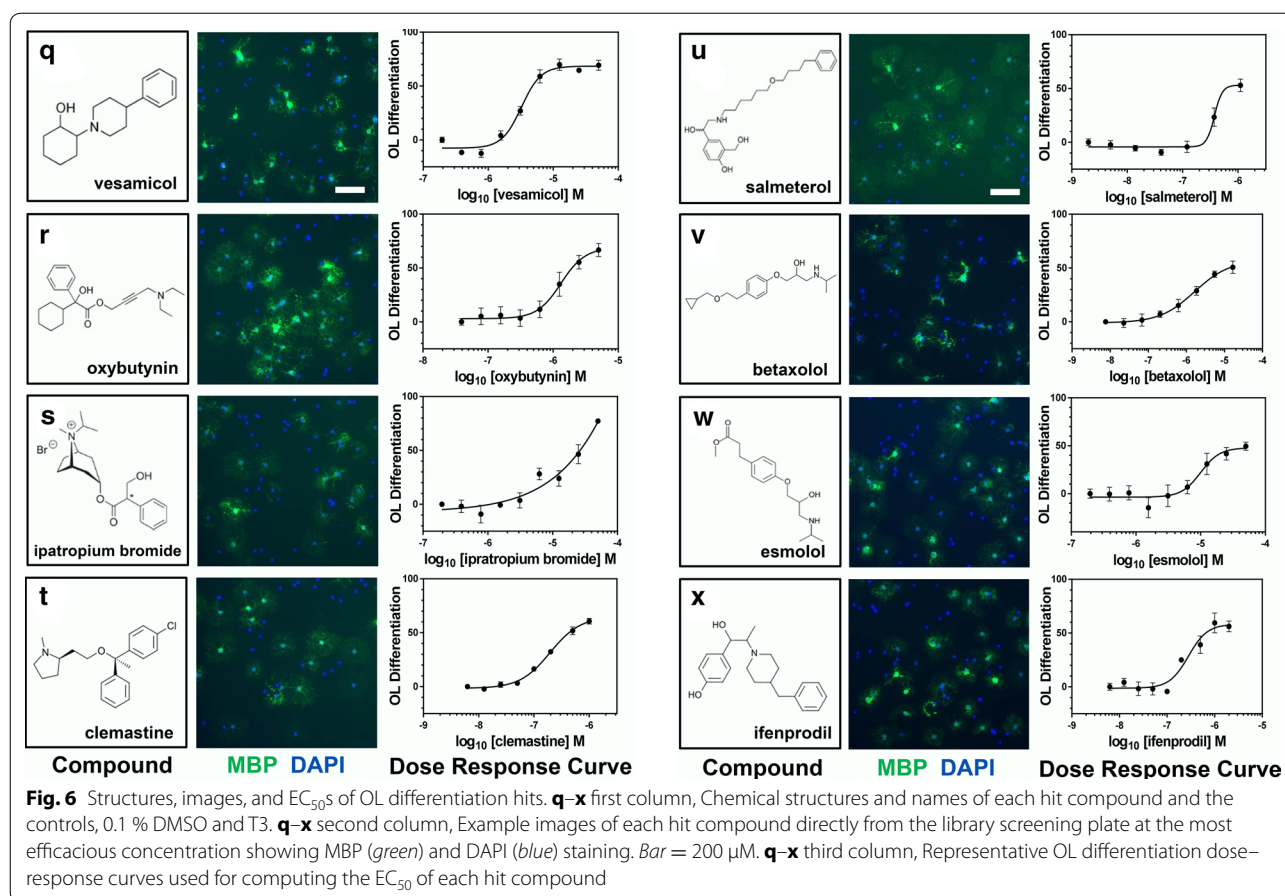 q
OH
N
vesamicol
OL Differentiation
100
50
0
-7 -6 -5 -4
log10 [vesamicol] M
r
OH
O
O
N
oxybutynin
OL Differentiation
100
50
0
-8 -7 -6 -5
log10 [oxybutynin] M
s
N+
Br−
OH
O
O
*
ipatropium bromide
OL Differentiation
100
50
0
-7 -6 -5 -4
log10 [ipratropium bromide] M
t
Cl
N
O
clemastine
OL Differentiation
100
50
0
-9 -8 -7 -6
log10 [clemastine] M
Compound MBP DAPI Dose Response Curve
u
O
NH
HO
OH
OH
salmeterol
OL Differentiation
100
50
0
-9 -8 -7 -6
log10 [salmeterol] M
v
OH
H
N
O
O
betaxolol
OL Differentiation
100
50
0
-9 -8 -7 -6 -5 -4
log10 [betaxolol] M
w
O
O
O
OH
NH
esmolol
OL Differentiation
100
50
0
-7 -6 -5 -4
log10 [esmolol] M
x
HO
N
HO
ifenprodil
OL Differentiation
100
50
0
-9 -8 -7 -6 -5
log10 [ifenprodil] M
Compound MBP DAPI Dose Response Curve
Fig. 6 Structures, images, and EC50s of OL differentiation hits. q–x first column, Chemical structures and names of each hit compound and the
controls, 0.1 % DMSO and T3. q–x second column, Example images of each hit compound directly from the library screening plate at the most
efficacious concentration showing MBP (green) and DAPI (blue) staining. Bar = 200 µM. q–x third column, Representative OL differentiation dose–
response curves used for computing the EC50 of each hit compound